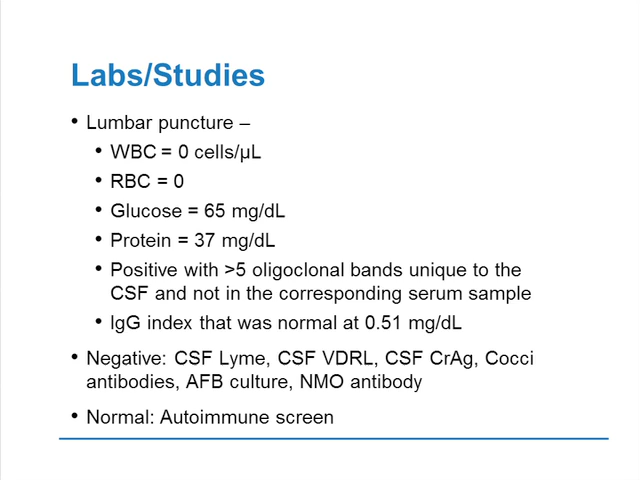 Labs/Studies
• Lumbar puncture –
• WBC = 0 cells/µL
• RBC = 0
• Glucose = 65 mg/dL
• Protein = 37 mg/dL
• Positive with >5 oligoclonal bands unique to the
CSF and not in the corresponding serum sample
• IgG index that was normal at 0.51 mg/dL
• Negative: CSF Lyme, CSF VDRL, CSF CrAg, Cocci
antibodies, AFB culture, NMO antibody
• Normal: Autoimmune screen